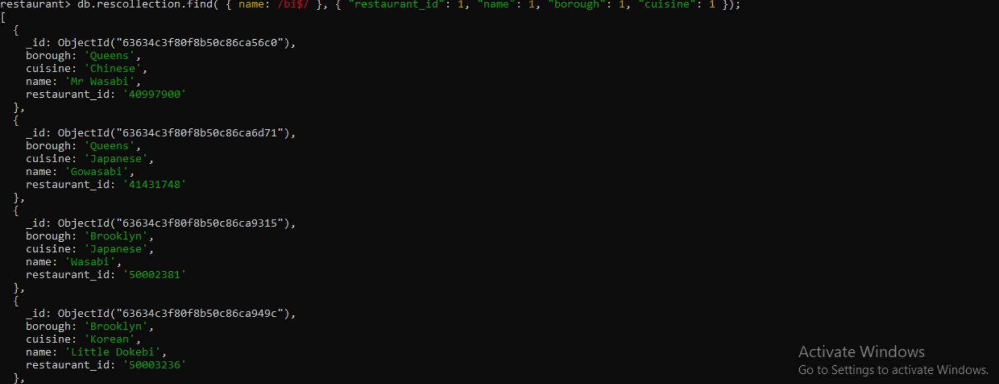 restaurant> db.rescollection.find( { name: /bi$/ }, { "restaurant_id": 1, "name": 1, "borough": 1, "cuisine": 1 });
[
  {
    _id: ObjectId("63634c3f80f8b50c86ca56c0"),
    borough: 'Queens',
    cuisine: 'Chinese',
    name: 'Mr Wasabi',
    restaurant_id: '40997900'
  },
  {
    _id: ObjectId("63634c3f80f8b50c86ca6d71"),
    borough: 'Queens',
    cuisine: 'Japanese',
    name: 'Gowasabi',
    restaurant_id: '41431748'
  },
  {
    _id: ObjectId("63634c3f80f8b50c86ca9315"),
    borough: 'Brooklyn',
    cuisine: 'Japanese',
    name: 'Wasabi',
    restaurant_id: '50002381'
  },
  {
    _id: ObjectId("63634c3f80f8b50c86ca949c"),
    borough: 'Brooklyn',
    cuisine: 'Korean',
    name: 'Little Dokebi',
    restaurant_id: '50003236'
  },
Activate Windows
Go to Settings to activate Windows.